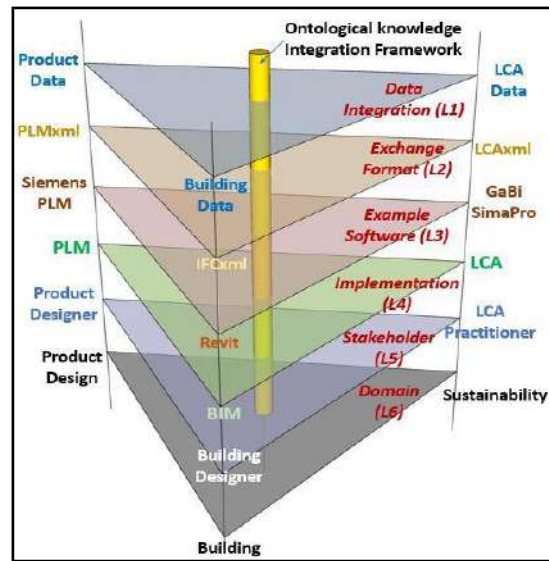 Ontological knowledge
Integration Framework
Product
Data
LCA
Data
Data
Integration (L1)
PLMxml
Building
Data
Exchange
Format (L2)
LCAxml
Siemens
PLM
IFCxml
Example
Software (L3)
GaBi
SimaPro
PLM
Revit
Implementation
(L4)
LCA
Product
Designer
BIM
Stakeholder
(L5)
LCA
Practitioner
Product
Design
Building
Designer
Domain
(L6)
Sustainability
Building